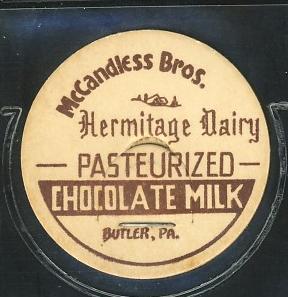 McCandless Bros.
Hermitage Dairy
PASTEURIZED
CHOCOLATE MILK
BUTLER, PA.